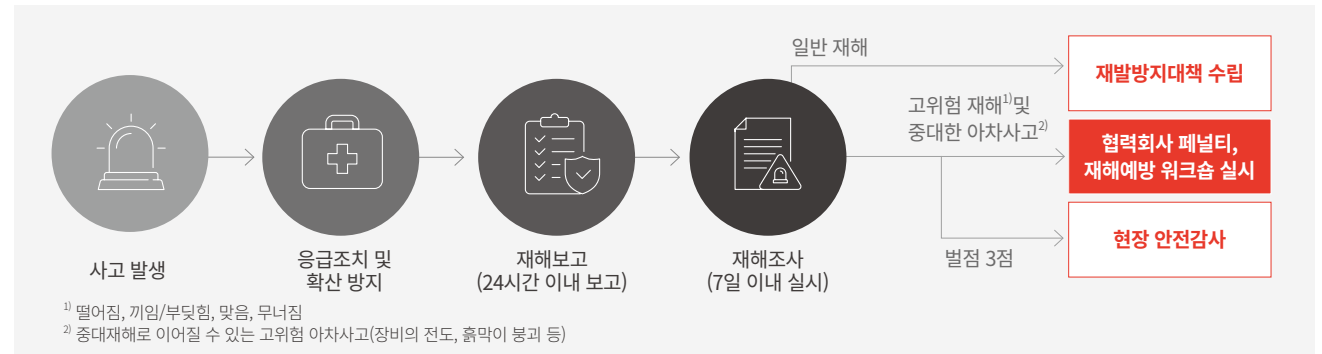 일반 재해
재발방지대책 수립
고위험 재해1)및
중대한 아차사고2)
협력회사 페널티,
재해예방 워크숍 실시
벌점 3점
현장 안전감사
사고 발생
응급조치 및
확산 방지
재해보고
(24시간 이내 보고)
재해조사
(7일 이내 실시)
1) 떨어짐, 끼임/부딪힘, 맞음, 무너짐
2) 중대재해로 이어질 수 있는 고위험 아차사고(장비의 전도, 흙막이 붕괴 등)